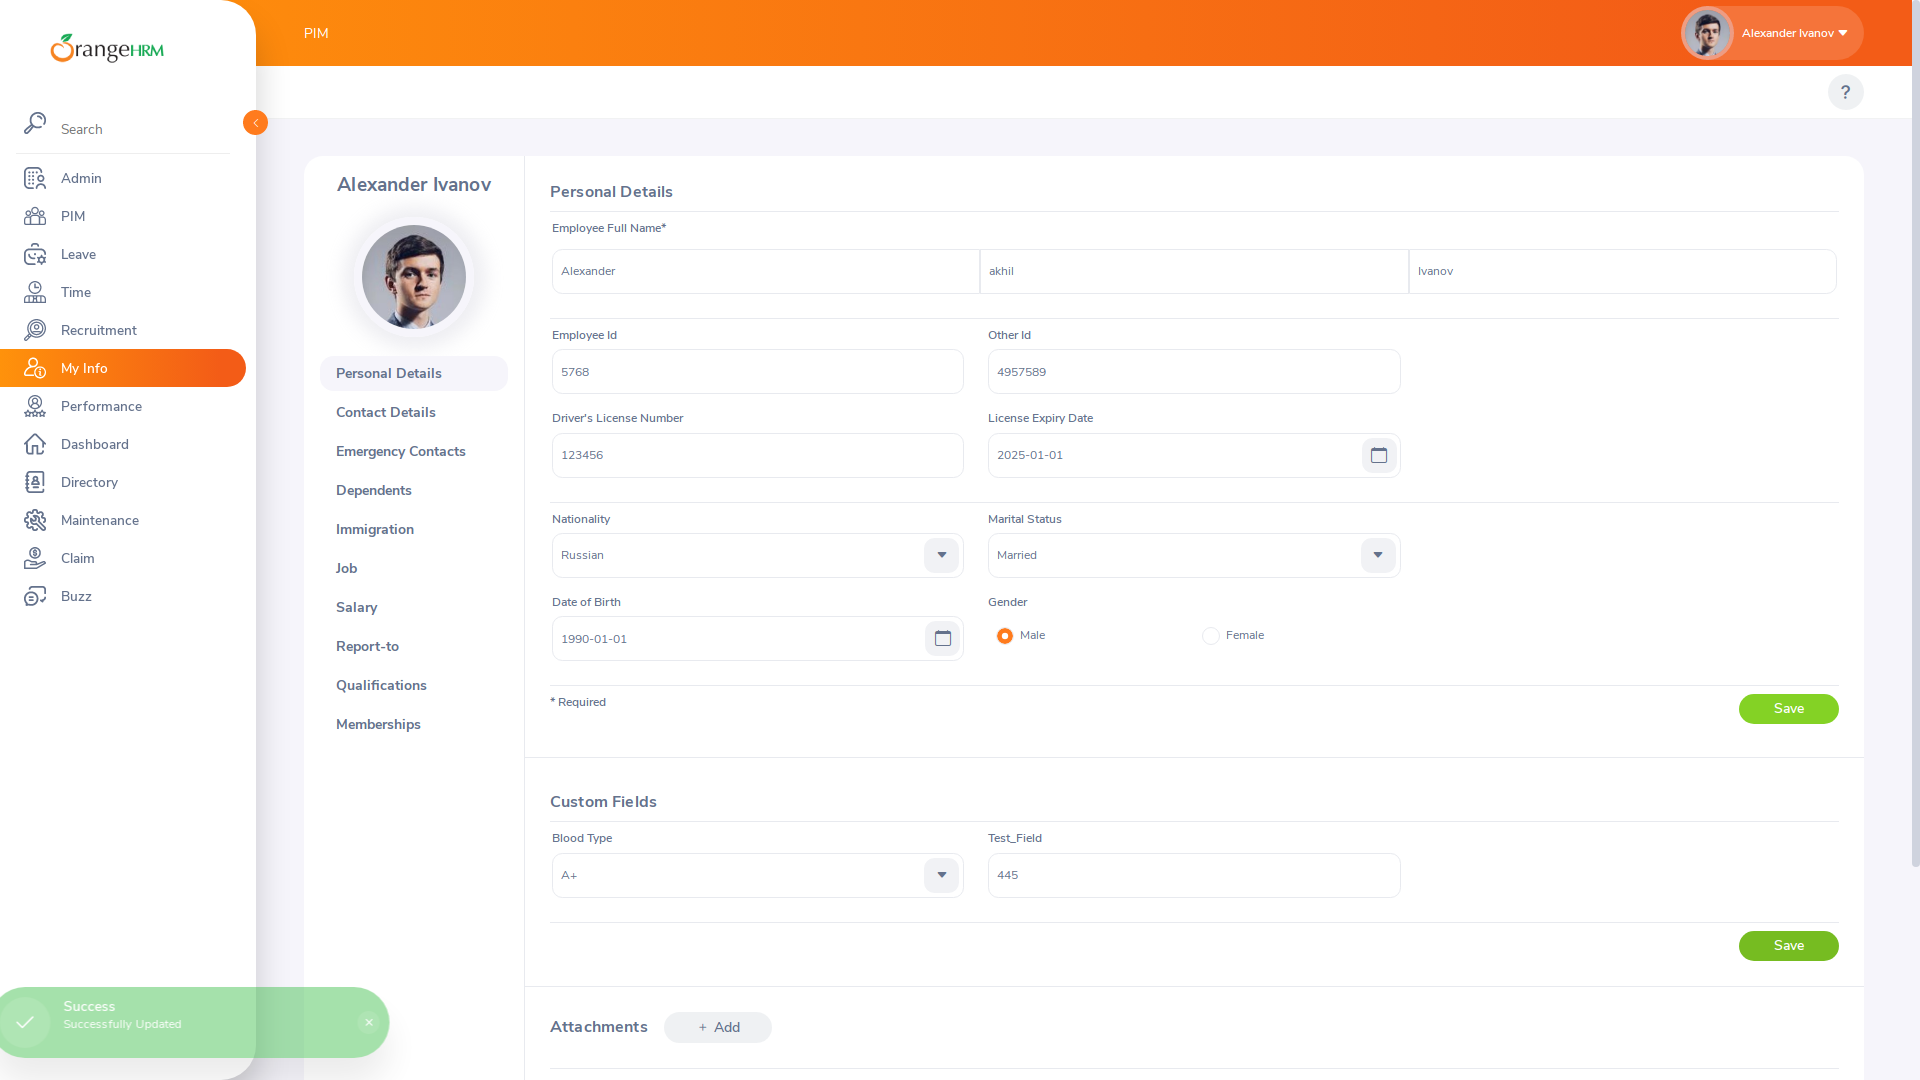 OrangeHRM
PIM
Alexander Ivanov
?
Search
Admin
PIM
Leave
Time
Recruitment
My Info
Performance
Dashboard
Directory
Maintenance
Claim
Buzz
Alexander Ivanov
Personal Details
Contact Details
Emergency Contacts
Dependents
Immigration
Job
Salary
Report-to
Qualifications
Memberships
Personal Details
Employee Full Name*
Alexander akhil Ivanov
Employee Id Other Id
5768 4957589
Driver's License Number License Expiry Date
123456 2025-01-01
Nationality Marital Status
Russian Married
Date of Birth Gender
1990-01-01 Male Female
* Required Save
Custom Fields
Blood Type Test_Field
A+ 445
Save
Attachments + Add
Success
Successfully Updated